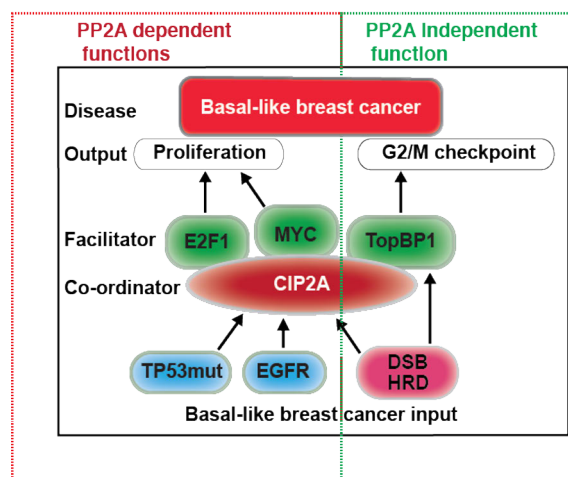 PP2A dependent
functions
PP2A Independent
function
Disease
Basal-like breast cancer
Output
Proliferation
G2/M checkpoint
Facilitator
E2F1
MYC
TopBP1
Co-ordinator
CIP2A
TP53mut
EGFR
DSB
HRD
Basal-like breast cancer input